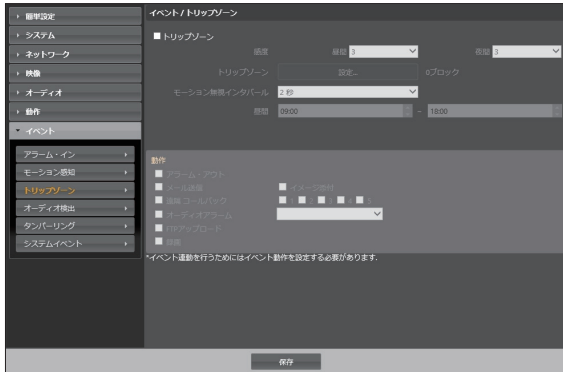 簡単設定
システム
ネットワーク
映像
オーディオ
動作
イベント
アラーム・イン
モーション感知
トリップゾーン
オーディオ検出
タンパーリング
システムイベント
イベント / トリップゾーン
トリップゾーン
感度 昼間 3 夜間 3
トリップゾーン 設定... 0ブロック
モーション無視インタバール 2 秒
昼間 09:00 ~ 18:00
動作
アラーム・アウト
メール送信 イメージ添付
遠隔 コールバック 1 2 3 4 5
オーディオアラーム
FTPアップロード
録画
*イベント連動を行うためにはイベント動作を設定する必要があります.
保存